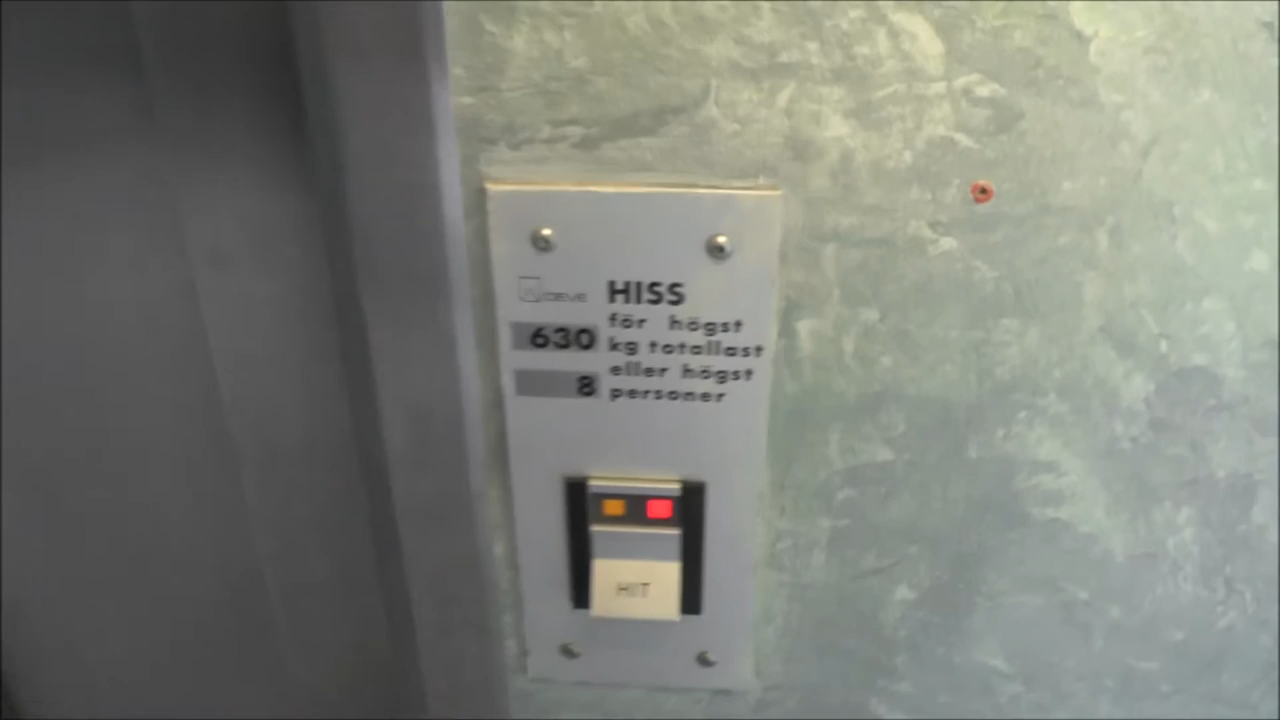 HISS
för högst
630 kg totallast
eller högst
8 personer
HIT